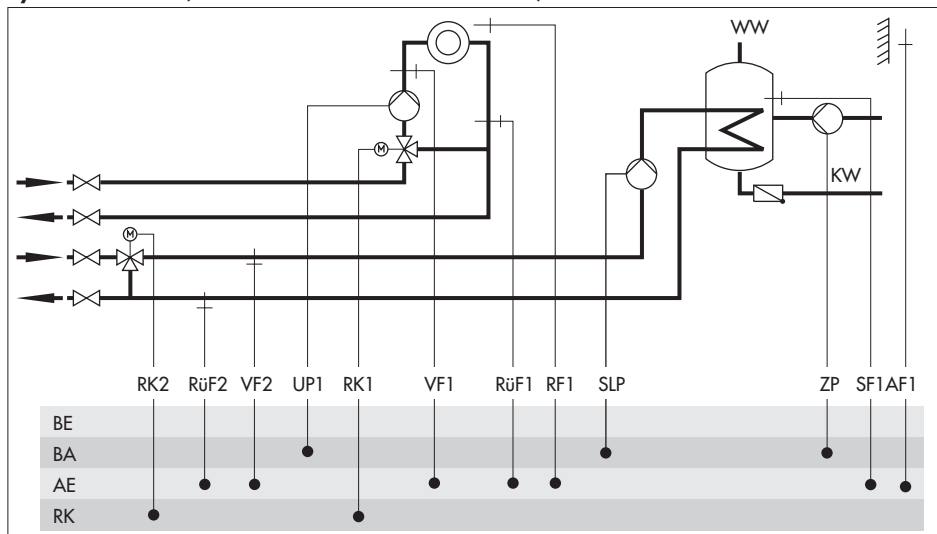 WW
M
KW
M
RK2 RüF2 VF2 UP1 RK1 VF1 RüF1 RF1 SLP ZP SF1 AF1
BE
BA
AE
RK